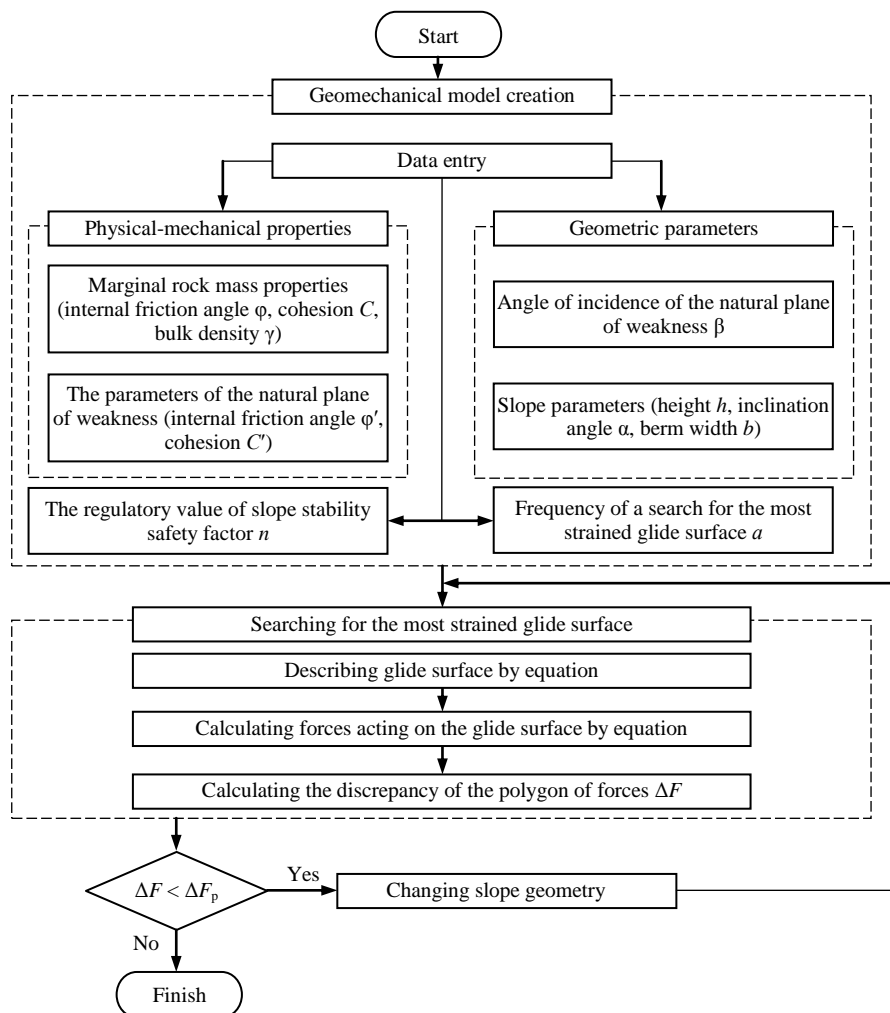 Start
Geomechanical model creation
Data entry
Physical-mechanical properties
Marginal rock mass properties
(internal friction angle φ, cohesion C,
bulk density γ)
The parameters of the natural plane
of weakness (internal friction angle φ′,
cohesion C′)
Geometric parameters
Angle of incidence of the natural plane
of weakness β
Slope parameters (height h, inclination
angle α, berm width b)
The regulatory value of slope stability
safety factor n
Frequency of a search for the most
strained glide surface a
Searching for the most strained glide surface
Describing glide surface by equation
Calculating forces acting on the glide surface by equation
Calculating the discrepancy of the polygon of forces ΔF
ΔF < ΔFp
Yes
Changing slope geometry
No
Finish